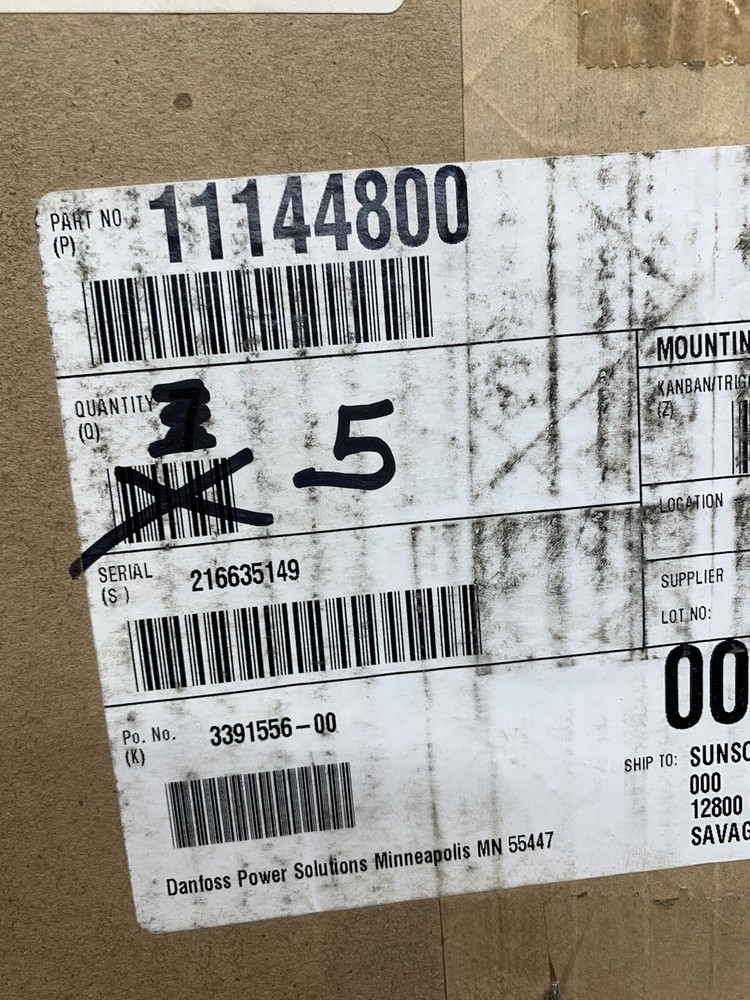 PART NO.
(P)
11144800
MOUNTIN
KANBAN/TRIG
(Z)
QUANTITY
(Q)
5
LOCATION
SERIAL
(S)
216635149
SUPPLIER
LOT NO:
00
Po. No.
(K)
3391556-00
SHIP TO: SUNSO
000
12800
SAVAG
Danfoss Power Solutions Minneapolis MN 55447